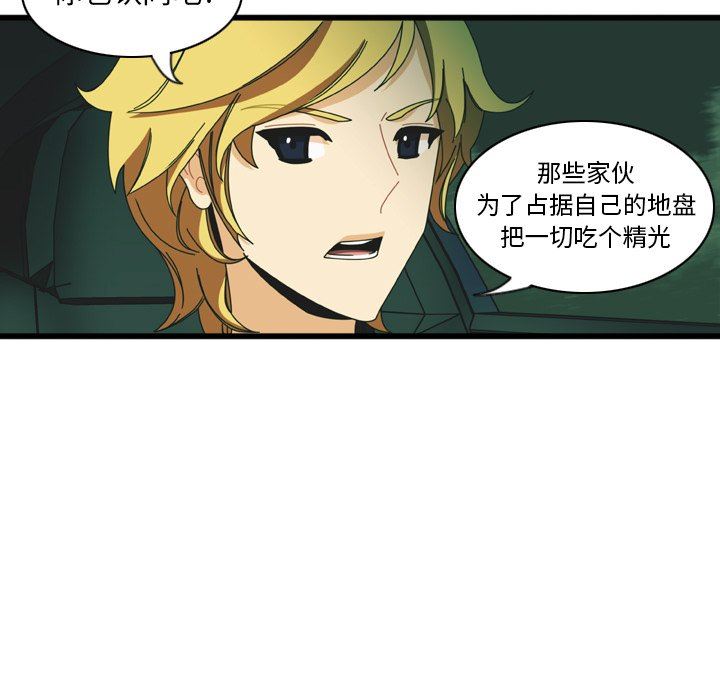 那些家伙
为了占据自己的地盘
把一切吃个精光